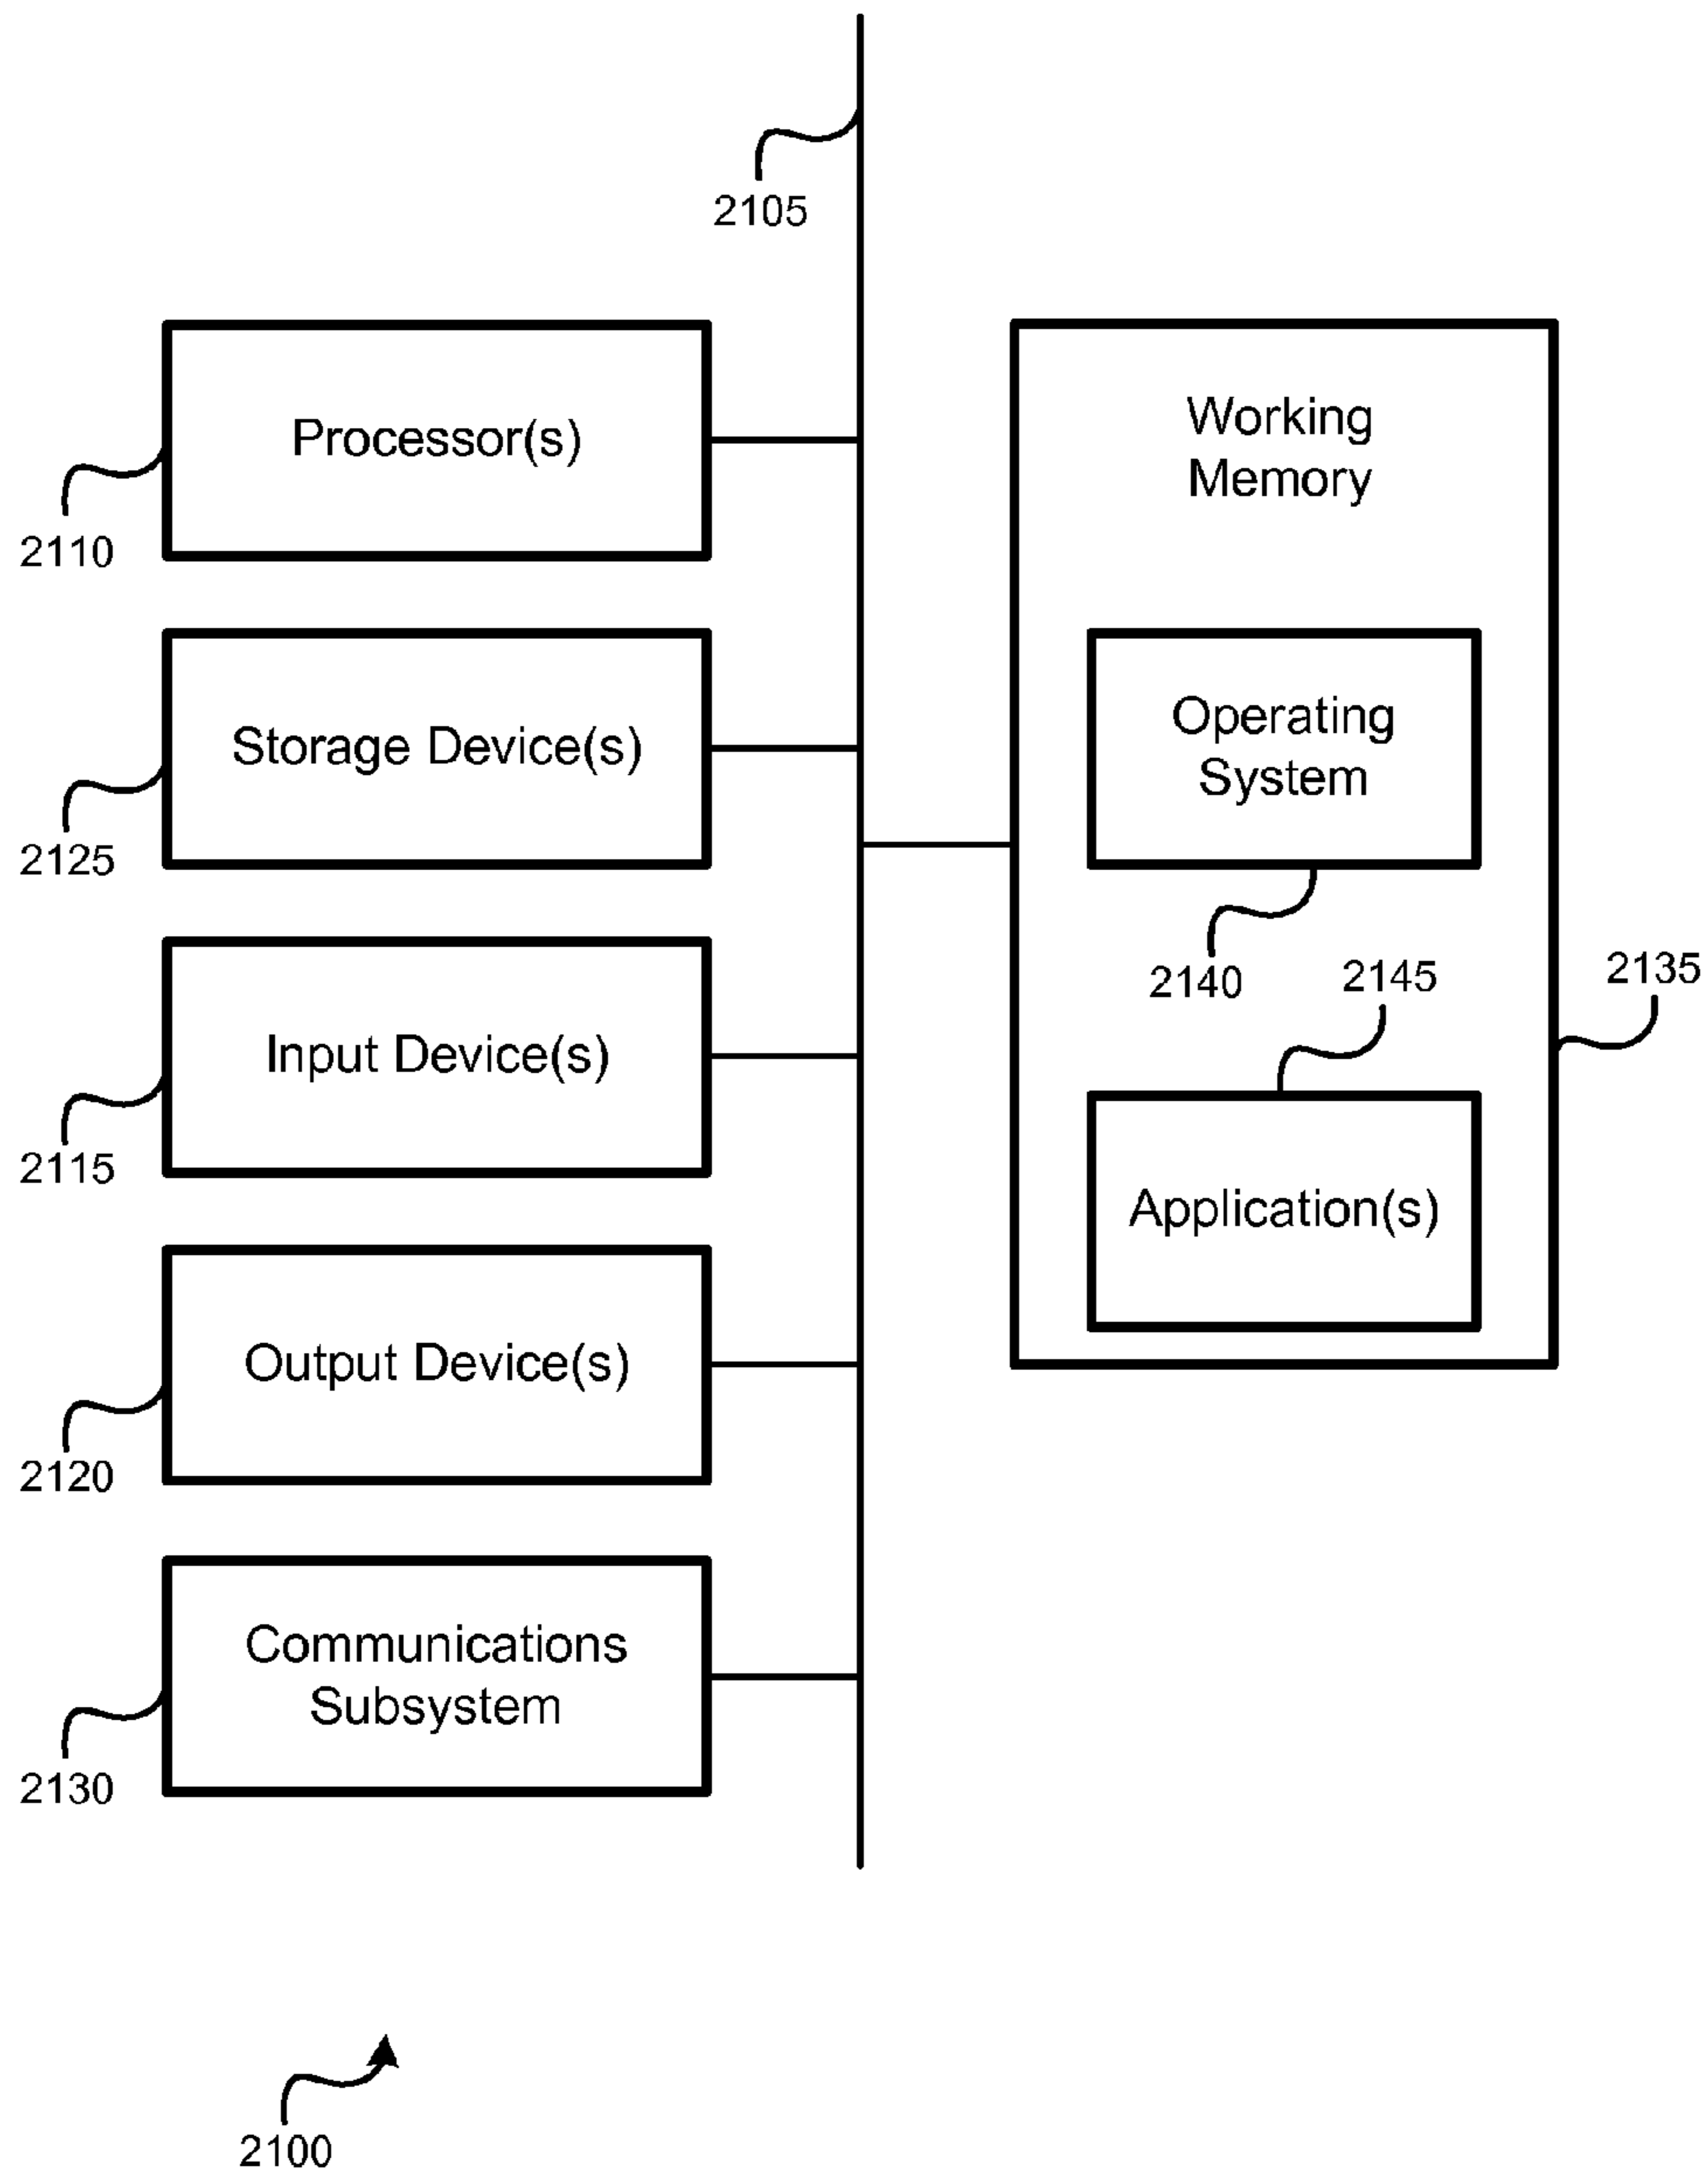 2105
Processor(s)
2110
Storage Device(s)
2125
Input Device(s)
2115
Output Device(s)
2120
Communications
Subsystem
2130
Working
Memory
Operating
System
2140
2145
2135
Application(s)
2100